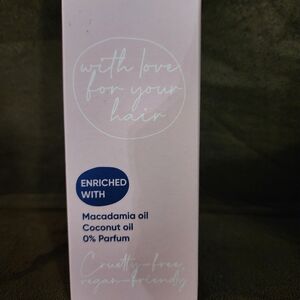 with love
for your
hair
ENRICHED
WITH
Macadamia oil
Coconut oil
0% Parfum
Cruelty-free
vegan-friendly